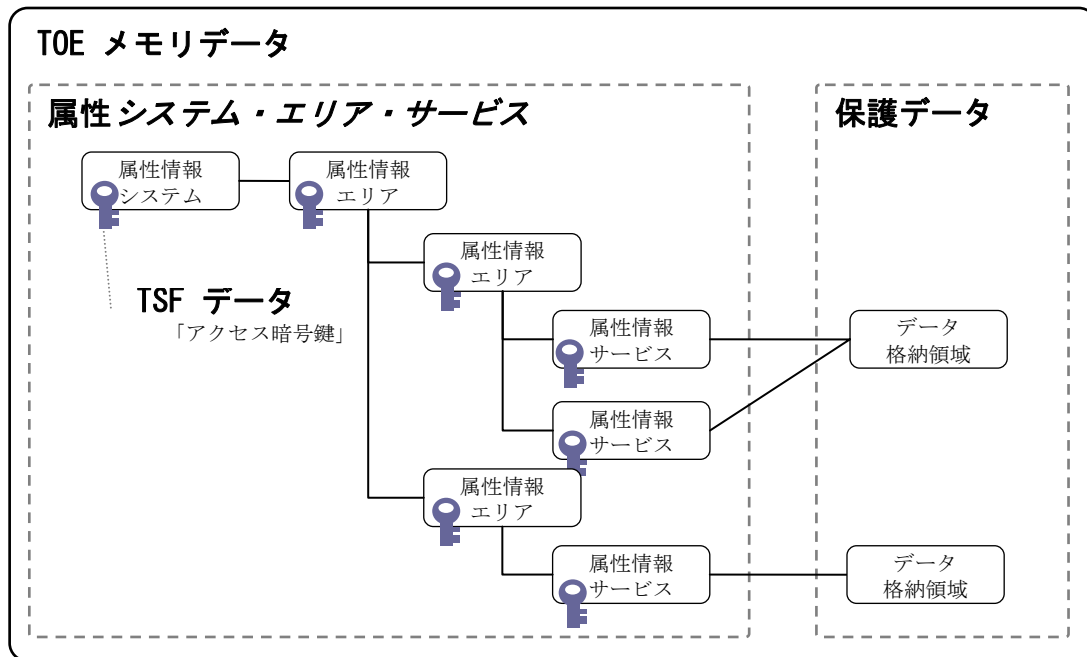 TOE メモリデータ
属性システム・エリア・サービス
保護データ
属性情報
システム
属性情報
エリア
属性情報
エリア
TSF データ
「アクセス暗号鍵」
属性情報
サービス
データ
格納領域
属性情報
サービス
属性情報
エリア
属性情報
サービス
データ
格納領域